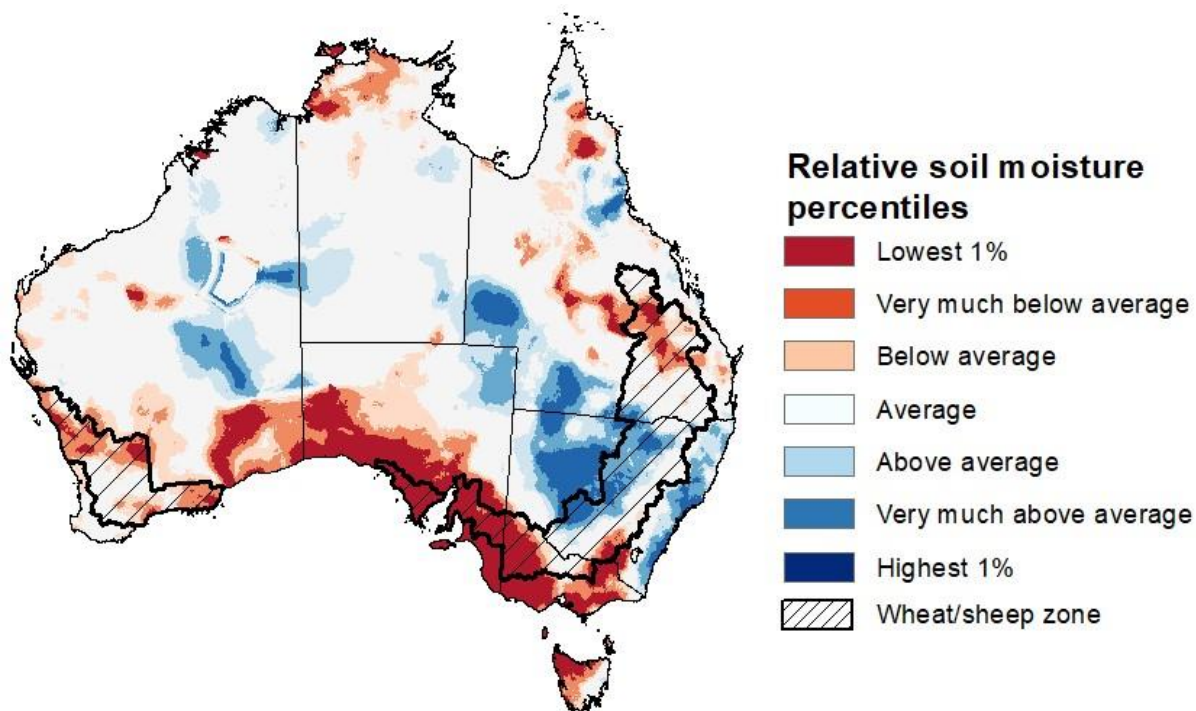 Relative soil moisture
percentiles
Lowest 1%
Very much below average
Below average
Average
Above average
Very much above average
Highest 1%
Wheat/sheep zone